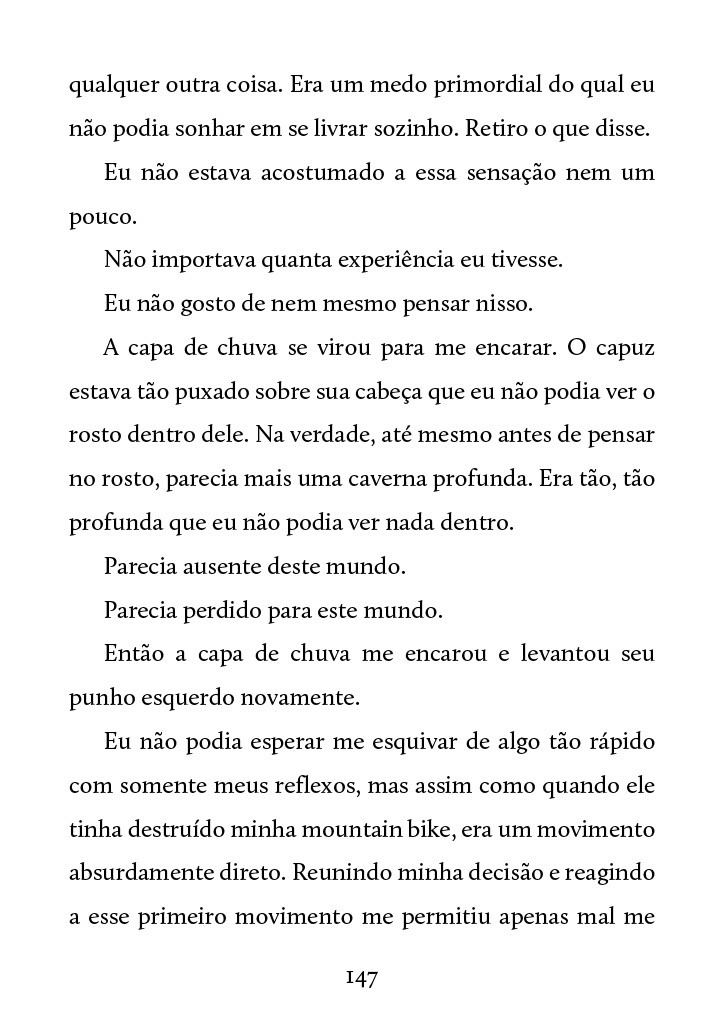 qualquer outra coisa. Era um medo primordial do qual eu
não podia sonhar em se livrar sozinho. Retiro o que disse.
Eu não estava acostumado a essa sensação nem um
pouco.
Não importava quanta experiência eu tivesse.
Eu não gosto de nem mesmo pensar nisso.
A capa de chuva se virou para me encarar. O capuz
estava tão puxado sobre sua cabeça que eu não podia ver o
rosto dentro dele. Na verdade, até mesmo antes de pensar
no rosto, parecia mais uma caverna profunda. Era tão, tão
profunda que eu não podia ver nada dentro.
Parecia ausente deste mundo.
Parecia perdido para este mundo.
Então a capa de chuva me encarou e levantou seu
punho esquerdo novamente.
Eu não podia esperar me esquivar de algo tão rápido
com somente meus reflexos, mas assim como quando ele
tinha destruído minha mountain bike, era um movimento
absurdamente direto. Reunindo minha decisão e reagindo
a esse primeiro movimento me permitiu apenas mal me
147